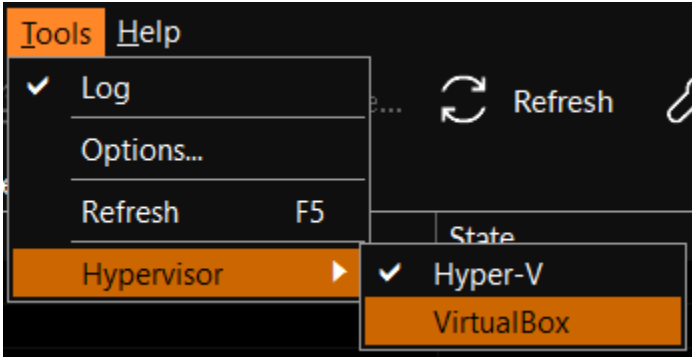 Tools Help
Log
...
Refresh
Options...
Refresh F5
State
Hypervisor
Hyper-V
VirtualBox